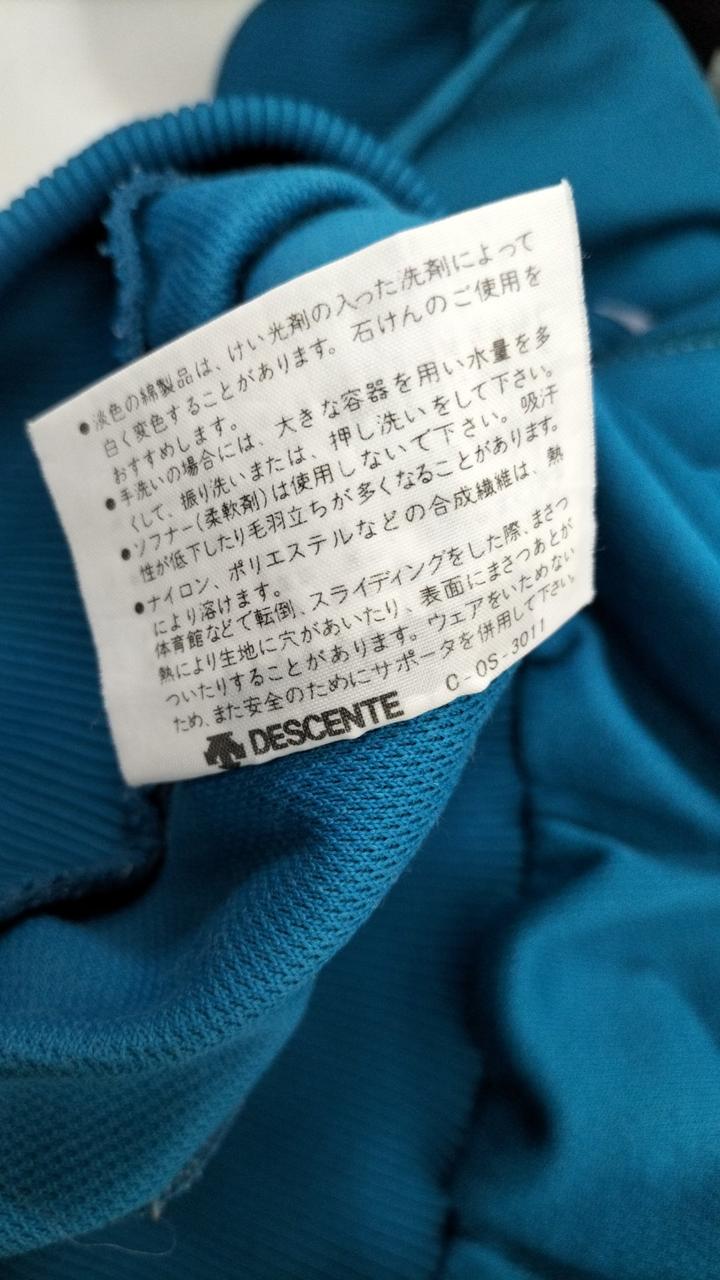 ●淡色の綿製品は、けい光剤の入った洗剤によって
白く変色することがあります。石けんのご使用を
おすすめします。
●手洗いの場合には、大きな容器を用い水量を多
くして、振り洗いまたは、押し洗いをして下さい。
●ソフナー(柔軟剤)は使用しないで下さい。吸汗
性が低下したり毛羽立ちが多くなることがあります。
●ナイロン、ポリエステルなどの合成繊維は、熱
により溶けます。
体育館などで転倒、スライディングをした際、まさつ
熱により生地に穴があいたり、表面にまさつあとが
ついたりすることがあります。ウェアをいためない
ため、また安全のためにサポータを併用して下さい。
DESCENTE C-OS-3011